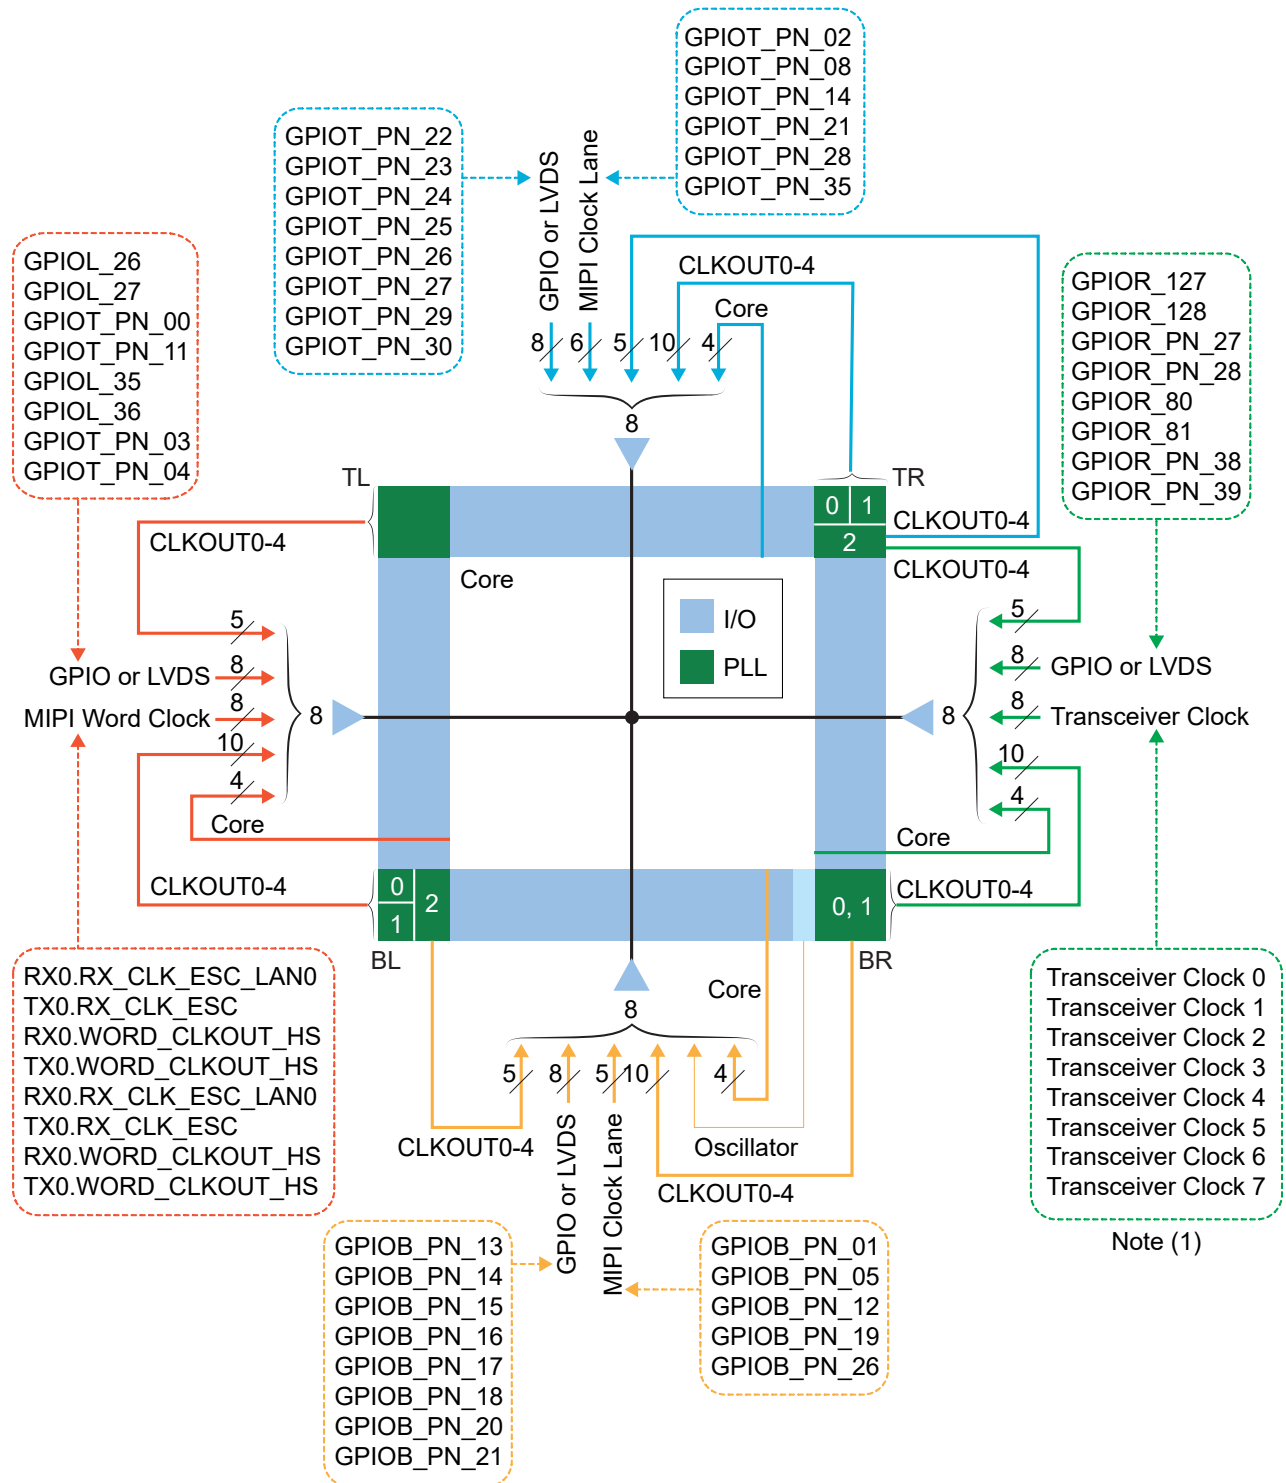 GPIOT_PN_02
GPIOT_PN_08
GPIOT_PN_14
GPIOT_PN_21
GPIOT_PN_28
GPIOT_PN_35
GPIOT_PN_22
GPIOT_PN_23
GPIOT_PN_24
GPIOT_PN_25
GPIOT_PN_26
GPIOT_PN_27
GPIOT_PN_29
GPIOT_PN_30
GPIO or LVDS
MIPI Clock Lane
CLKOUT0-4
Core
8 6 5 10 4
8
GPIOL_26
GPIOL_27
GPIOT_PN_00
GPIOT_PN_11
GPIOL_35
GPIOL_36
GPIOT_PN_03
GPIOT_PN_04
GPIOR_127
GPIOR_128
GPIOR_PN_27
GPIOR_PN_28
GPIOR_80
GPIOR_81
GPIOR_PN_38
GPIOR_PN_39
TL
TR
0 1
2
CLKOUT0-4
CLKOUT0-4
CLKOUT0-4
Core
I/O
PLL
5
GPIO or LVDS 8
MIPI Word Clock 8
10
4
8
Core
CLKOUT0-4
5
8 GPIO or LVDS
8 Transceiver Clock
10
4
8
Core
CLKOUT0-4
0
1
2
0, 1
BL
BR
8
Core
5 8 5 10 4
CLKOUT0-4
GPIO or LVDS
MIPI Clock Lane
Oscillator
CLKOUT0-4
RX0.RX_CLK_ESC_LAN0
TX0.RX_CLK_ESC
RX0.WORD_CLKOUT_HS
TX0.WORD_CLKOUT_HS
RX0.RX_CLK_ESC_LAN0
TX0.RX_CLK_ESC
RX0.WORD_CLKOUT_HS
TX0.WORD_CLKOUT_HS
Transceiver Clock 0
Transceiver Clock 1
Transceiver Clock 2
Transceiver Clock 3
Transceiver Clock 4
Transceiver Clock 5
Transceiver Clock 6
Transceiver Clock 7
Note (1)
GPIOB_PN_13
GPIOB_PN_14
GPIOB_PN_15
GPIOB_PN_16
GPIOB_PN_17
GPIOB_PN_18
GPIOB_PN_20
GPIOB_PN_21
GPIOB_PN_01
GPIOB_PN_05
GPIOB_PN_12
GPIOB_PN_19
GPIOB_PN_26